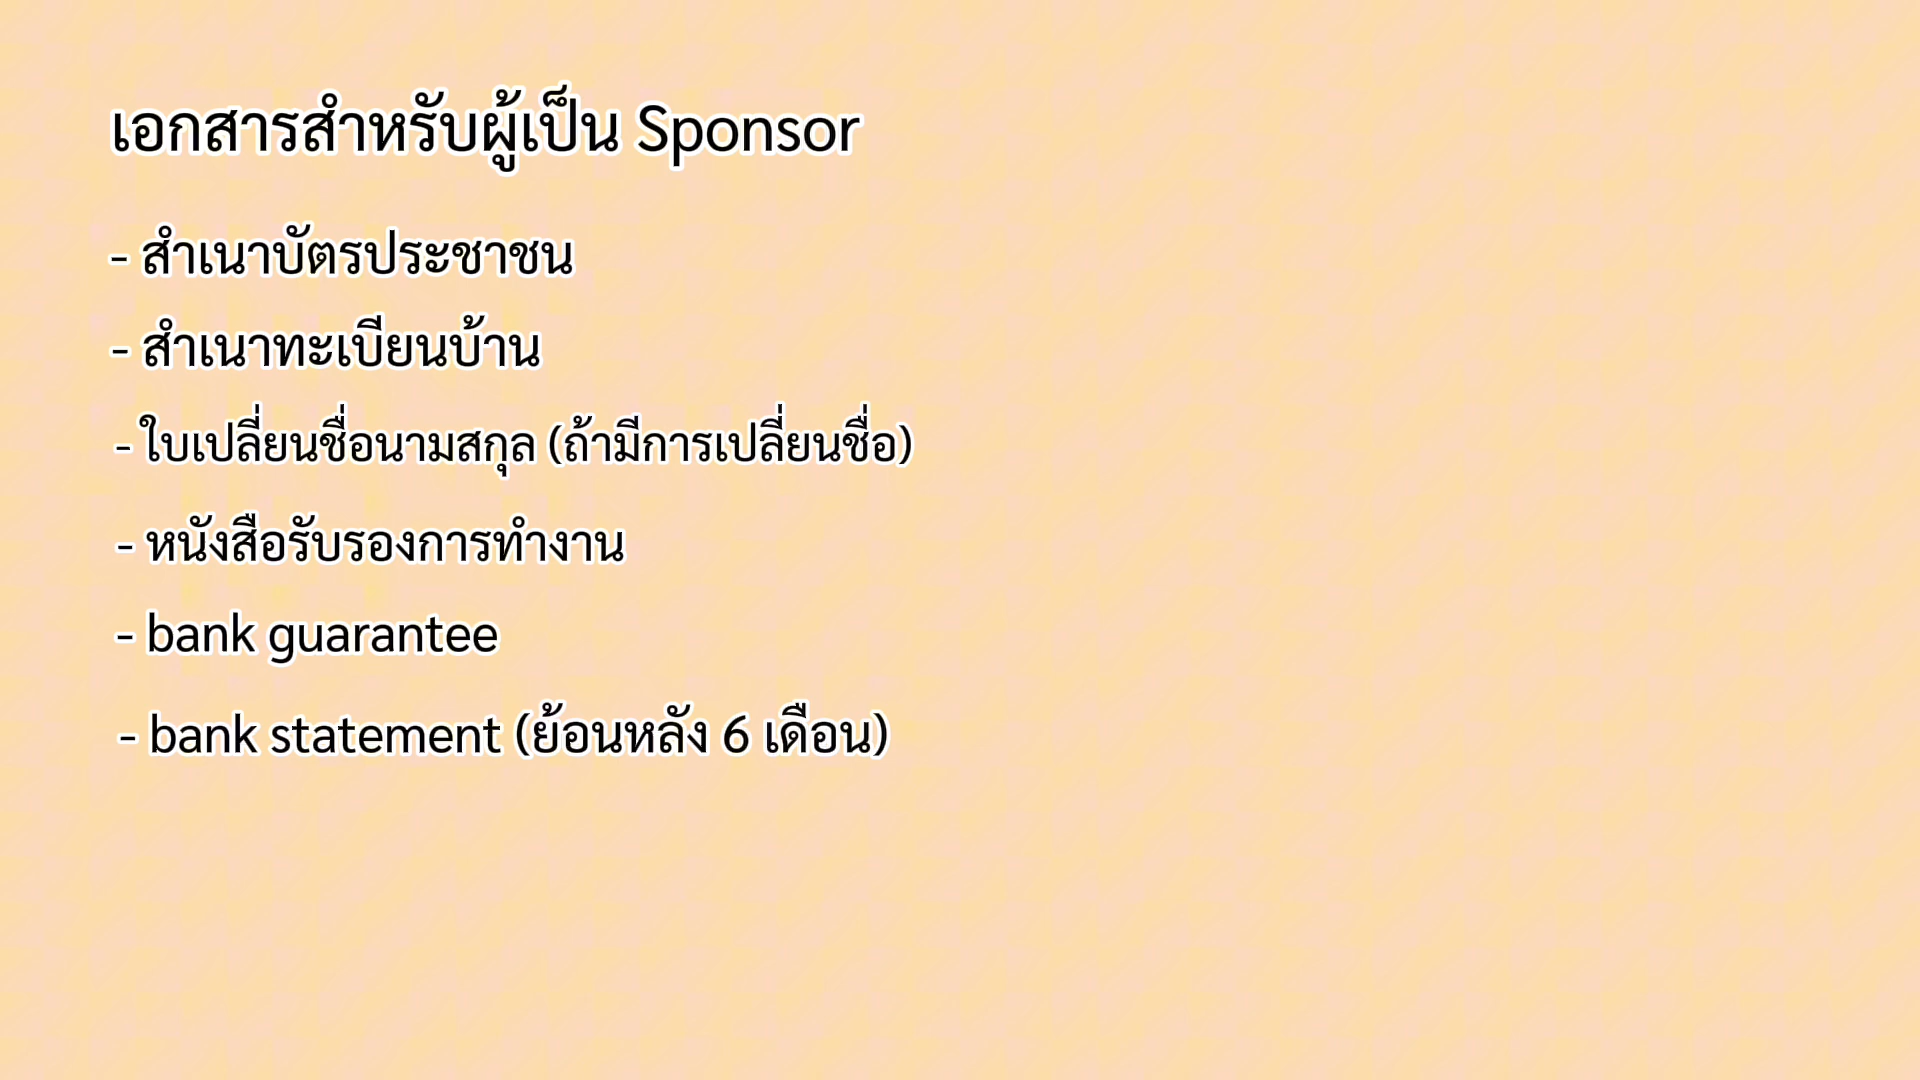 เอกสารสำหรับผู้เป็น Sponsor
- สำเนาบัตรประชาชน
- สำเนาทะเบียนบ้าน
- ใบเปลี่ยนชื่อนามสกุล (ถ้ามีการเปลี่ยนชื่อ)
- หนังสือรับรองการทำงาน
- bank guarantee
- bank statement (ย้อนหลัง 6 เดือน)